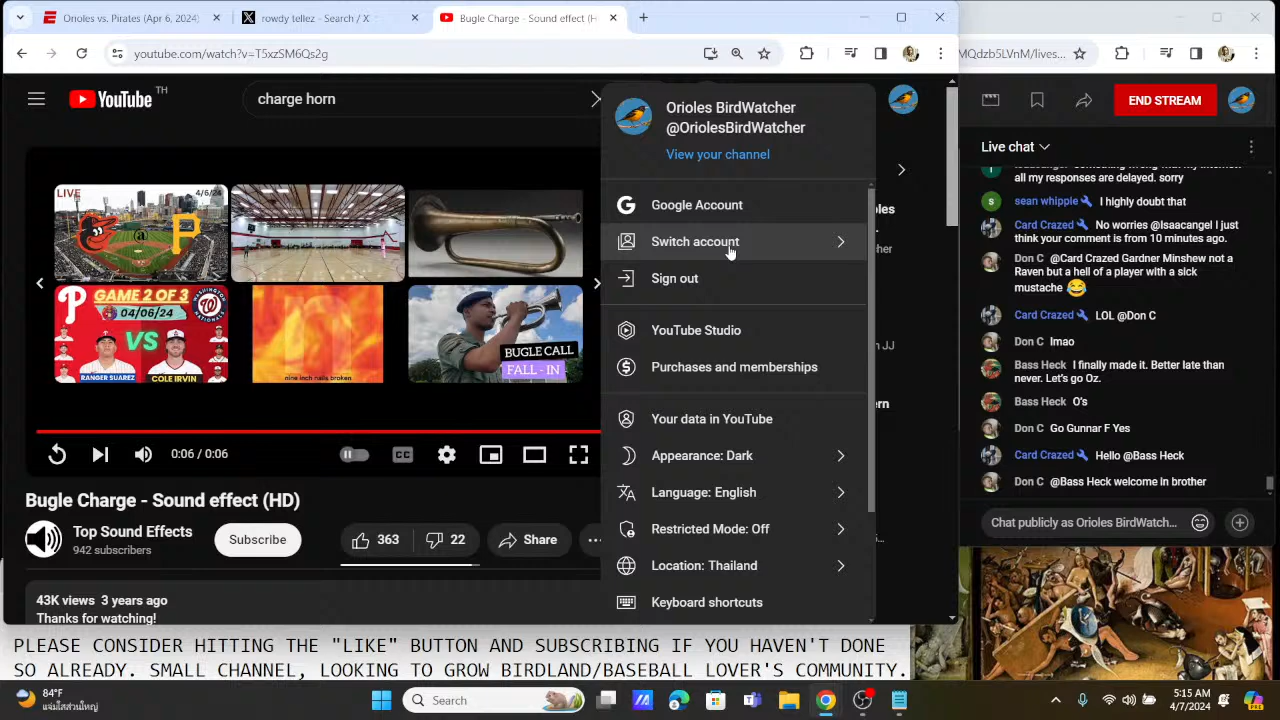 Orioles vs. Pirates (Apr 6, 2024)
rowdy tellez - Search / X
Bugle Charge - Sound effect (H
youtube.com/watch?v=T5xzSM6Qs2g
MQdzb5LVnM/lives...
YouTube TH
charge horn
END STREAM
Orioles BirdWatcher
@OriolesBirdWatcher
View your channel
Google Account
Switch account
Sign out
YouTube Studio
Purchases and memberships
Your data in YouTube
Appearance: Dark
Language: English
Restricted Mode: Off
Location: Thailand
Keyboard shortcuts
LIVE 4/6/24
GAME 2 OF 3
04/06/24
VS
RANGER SUAREZ
COLE IRVIN
nine inch nails broken
BUGLE CALL
FALL - IN
0:06 / 0:06
CC
Bugle Charge - Sound effect (HD)
Top Sound Effects
942 subscribers
Subscribe
363
22
Share
43K views 3 years ago
Thanks for watching!
Live chat
all my responses are delayed. sorry
sean whipple I highly doubt that
Card Crazed No worries @Isaacangel I just
think your comment is from 10 minutes ago.
Don C @Card Crazed Gardner Minshew not a
Raven but a hell of a player with a sick
mustache 😂
Card Crazed LOL @Don C
Don C lmao
Bass Heck I finally made it. Better late than
never. Let's go Oz.
Bass Heck O's
Don C Go Gunnar F Yes
Card Crazed Hello @Bass Heck
Don C @Bass Heck welcome in brother
Chat publicly as Orioles BirdWatch...
PLEASE CONSIDER HITTING THE "LIKE" BUTTON AND SUBSCRIBING IF YOU HAVEN'T DONE
SO ALREADY. SMALL CHANNEL, LOOKING TO GROW BIRDLAND/BASEBALL LOVER'S COMMUNITY.
84°F
Search
5:15 AM
4/7/2024